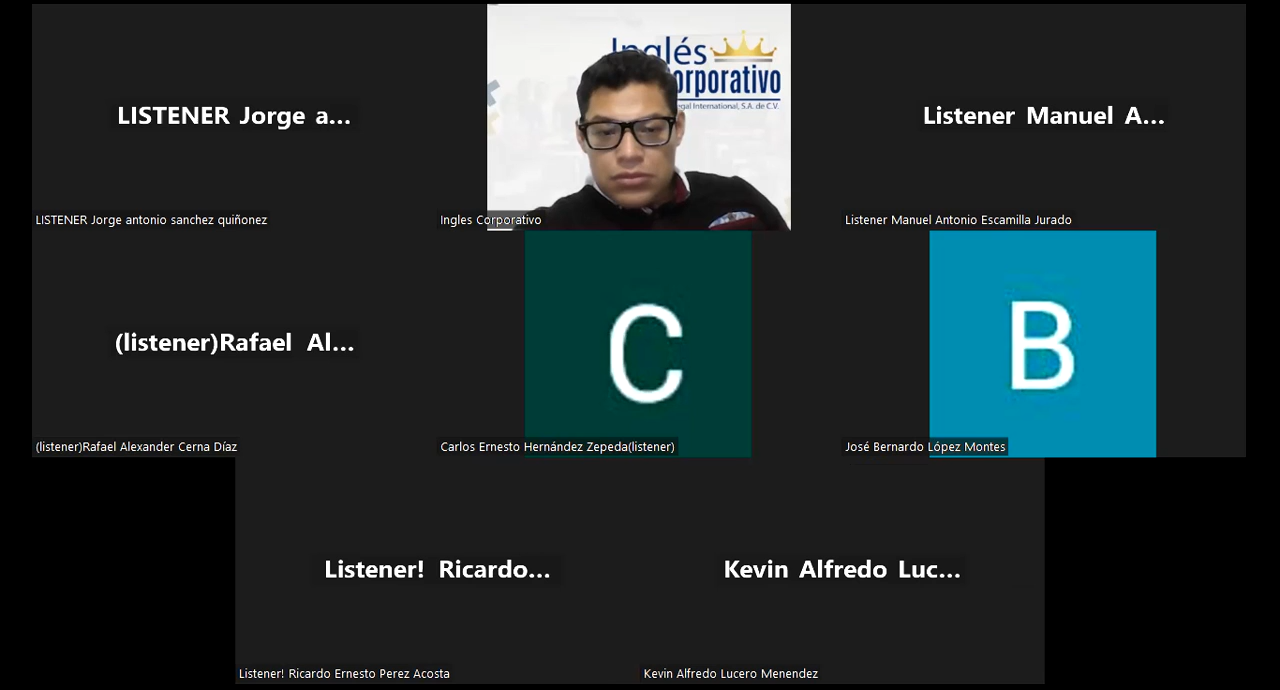 LISTENER Jorge a...
LISTENER Jorge antonio sanchez quiñonez
Inglés
Corporativo
egal International, S.A. de C.V.
Ingles Corporativo
Listener Manuel A...
Listener Manuel Antonio Escamilla Jurado
(listener)Rafael Al...
(listener)Rafael Alexander Cerna Díaz
C
Carlos Ernesto Hernández Zepeda(listener)
B
José Bernardo López Montes
Listener! Ricardo...
Listener! Ricardo Ernesto Perez Acosta
Kevin Alfredo Luc...
Kevin Alfredo Lucero Menendez